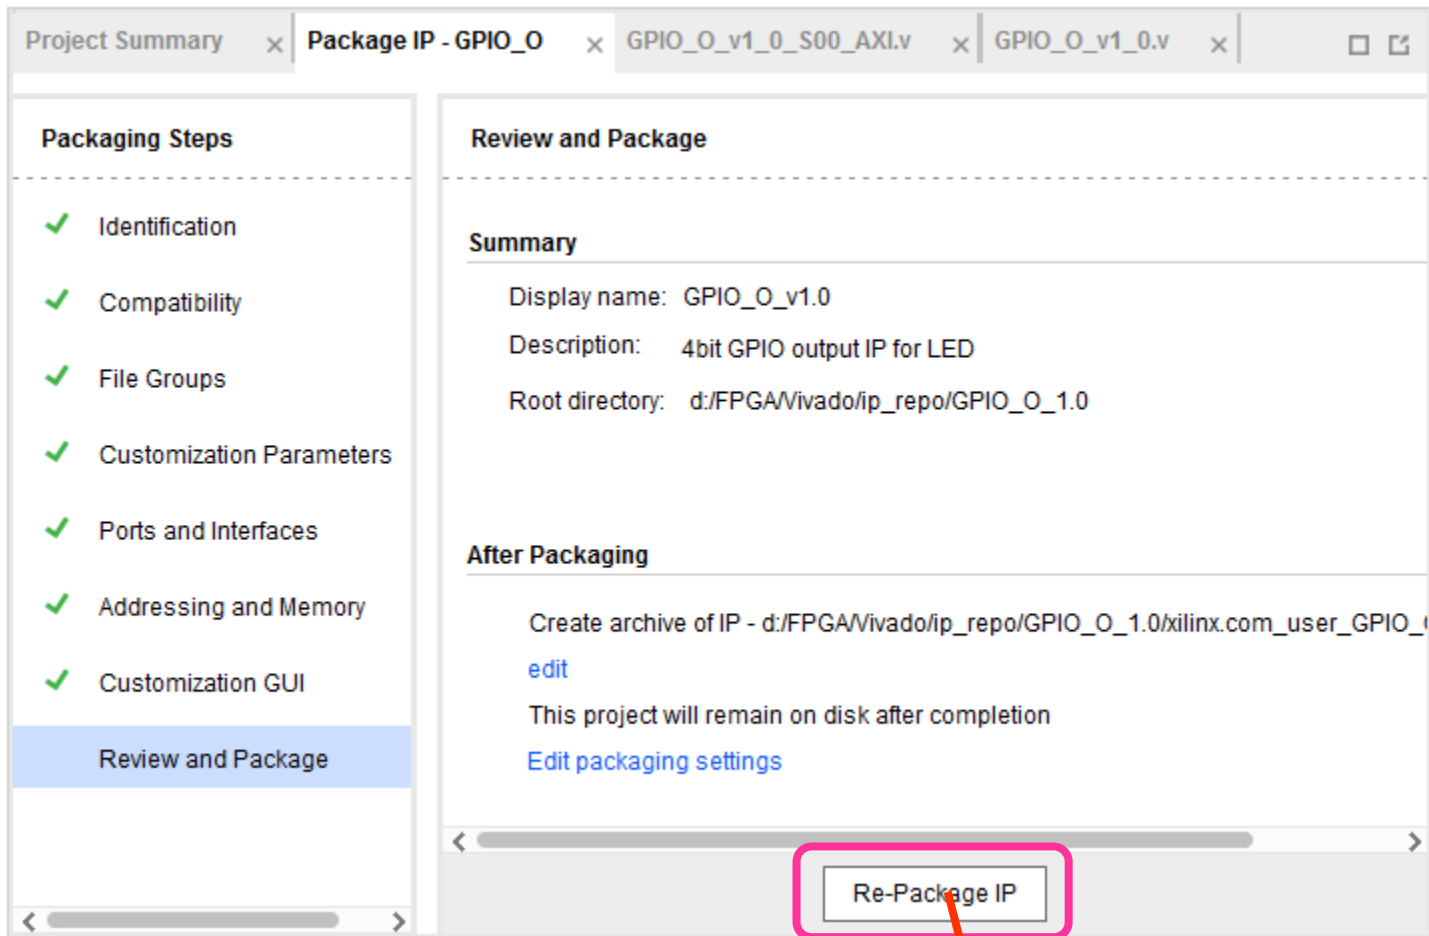 Project Summary
Package IP - GPIO_O
GPIO_O_v1_0_S00_AXI.v
GPIO_O_v1_0.v
Packaging Steps
Identification
Compatibility
File Groups
Customization Parameters
Ports and Interfaces
Addressing and Memory
Customization GUI
Review and Package
Review and Package
Summary
Display name: GPIO_O_v1.0
Description: 4bit GPIO output IP for LED
Root directory: d:/FPGA/Vivado/ip_repo/GPIO_O_1.0
After Packaging
Create archive of IP - d:/FPGA/Vivado/ip_repo/GPIO_O_1.0/xilinx.com_user_GPIO_
edit
This project will remain on disk after completion
Edit packaging settings
Re-Package IP